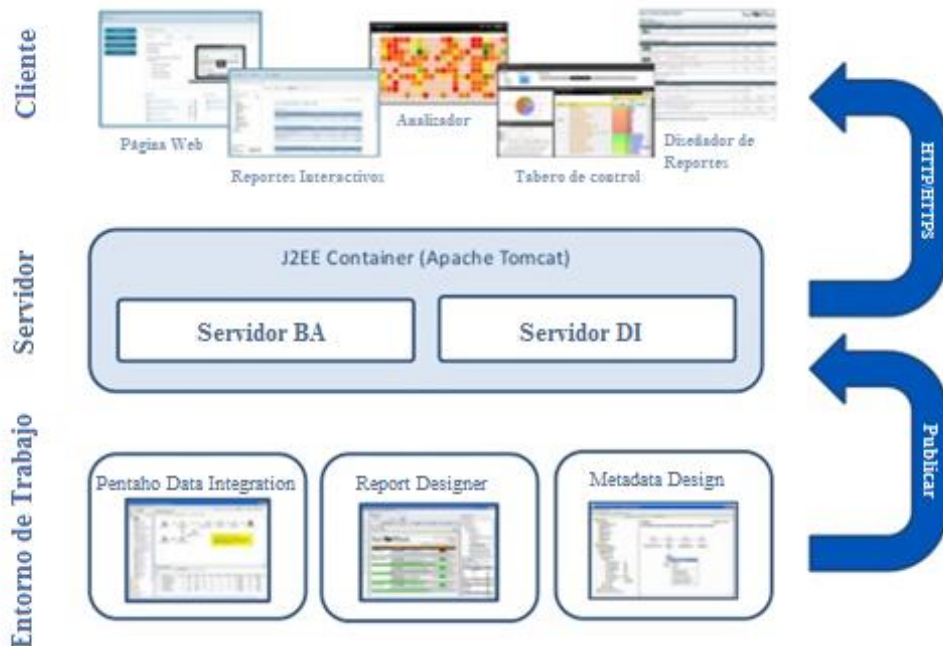 Cliente
Página Web
Reportes Interactivos
Analizador
Tabero de control
Diseñador de
Reportes
HTTP/HTTPS
Servidor
J2EE Container (Apache Tomcat)
Servidor BA
Servidor DI
Publicar
Entorno de Trabajo
Pentaho Data Integration
Report Designer
Metadata Design